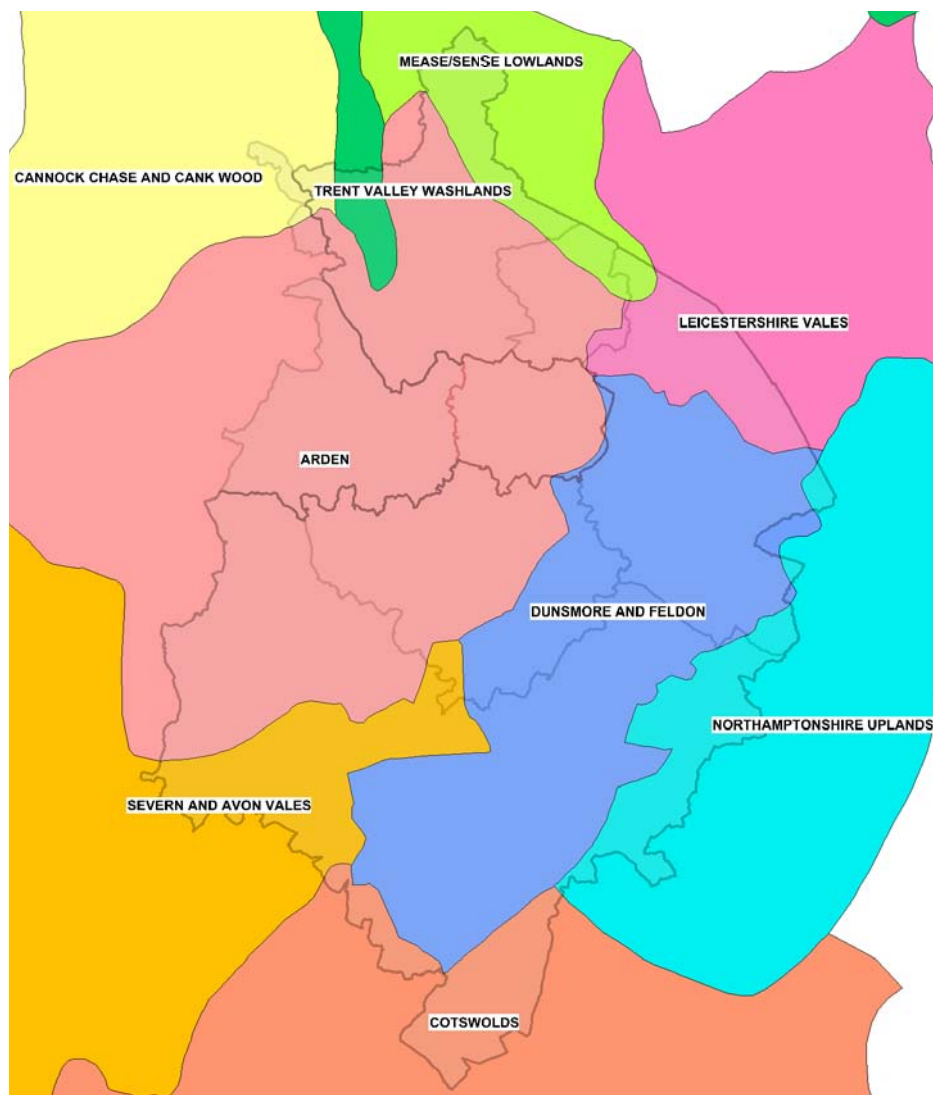 MEASE/SENSE LOWLANDS
CANNOCK CHASE AND CANK WOOD
TRENT VALLEY WASHLANDS
LEICESTERSHIRE VALES
ARDEN
DUNSMORE AND FELDON
NORTHAMPTONSHIRE UPLANDS
SEVERN AND AVON VALES
COTSWOLDS